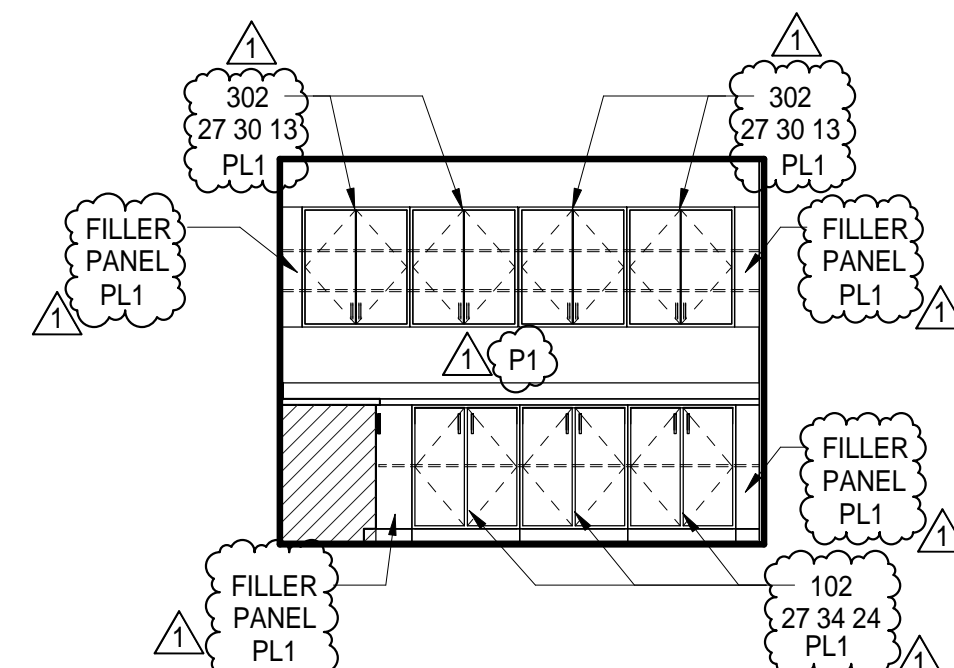 1
1
302
27 30 13
PL1
302
27 30 13
PL1
FILLER
PANEL
PL1
1
FILLER
PANEL
PL1
1
1
P1
FILLER
PANEL
PL1
1
FILLER
PANEL
PL1
1
102
27 34 24
PL1
1